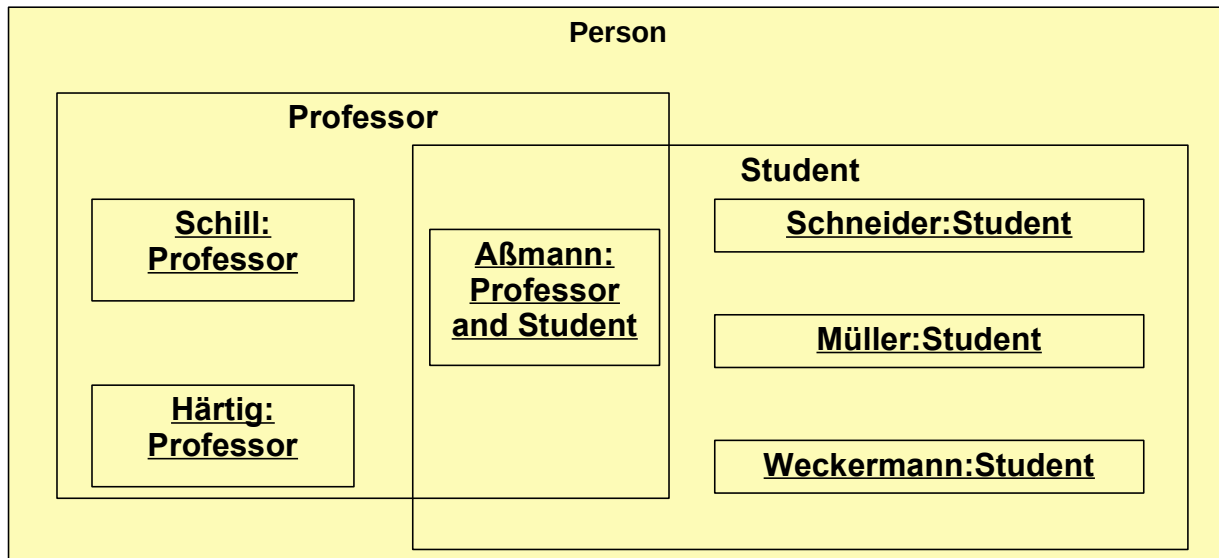 Person
Professor
Student
Schill:
Professor
Aßmann:
Professor
and Student
Schneider:Student
Müller:Student
Härtig:
Professor
Weckermann:Student